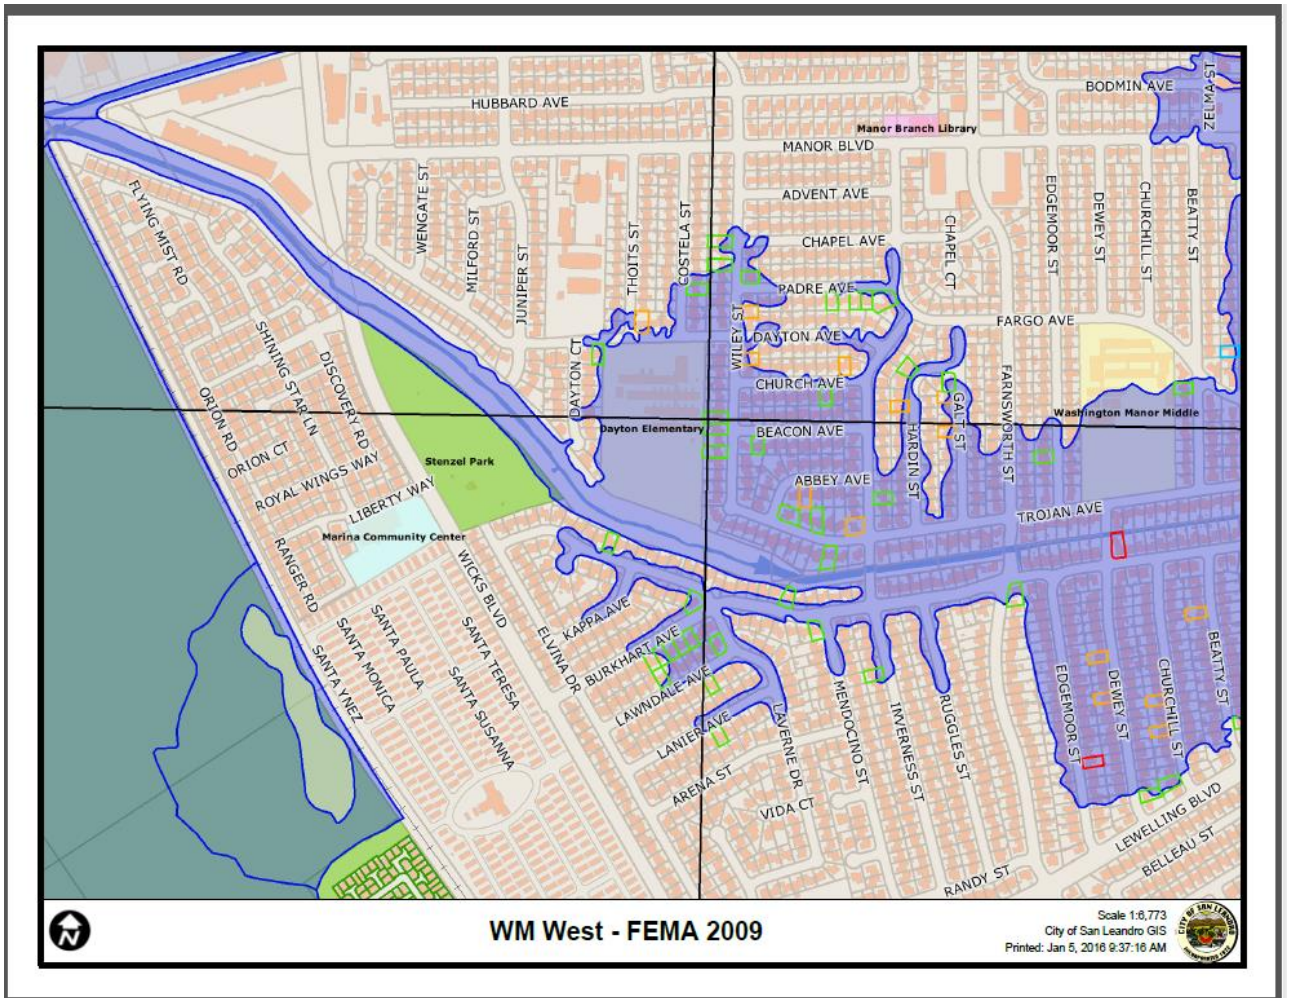 BODMIN AVE
ZELMA ST
HUBBARD AVE
Manor Branch Library
MANOR BLVD
FLYING MIST RD
WENGATE ST
MILFORD ST
JUNIPER ST
THOITS ST
COSTELA ST
ADVENT AVE
CHAPEL AVE
CHAPEL CT
EDGEMOOR ST
DEWEY ST
CHURCHILL ST
BEATTY ST
PADRE AVE
FARGO AVE
SHINING STAR LN
DISCOVERY RD
DAYTON CT
WILEY ST
DAYTON AVE
CHURCH AVE
ORION RD
HARDIN ST
GALT ST
FARNSWORTH ST
Washington Manor Middle
Dayton Elementary
BEACON AVE
ORION CT
ROYAL WINGS WAY
Stenzel Park
ABBEY AVE
LIBERTY WAY
TROJAN AVE
Marina Community Center
RANGER RD
WICKS BLVD
KAPPA AVE
SANTA YNEZ
SANTA MONICA
SANTA PAULA
SANTA TERESA
SANTA SUSANNA
ELVINA DR
BURKHART AVE
LAWNDALE AVE
LANIER AVE
ARENA ST
LAVERNE DR
VIDA CT
MENDOCINO ST
INVERNESS ST
RUGGLES ST
EDGEMOOR ST
DEWEY ST
CHURCHILL ST
BEATTY ST
LEWELLING BLVD
BELLEAU ST
RANDY ST
N
WM West - FEMA 2009
Scale 1:6,773
City of San Leandro GIS
Printed: Jan 5, 2016 9:37:16 AM
CITY OF SAN LEANDRO